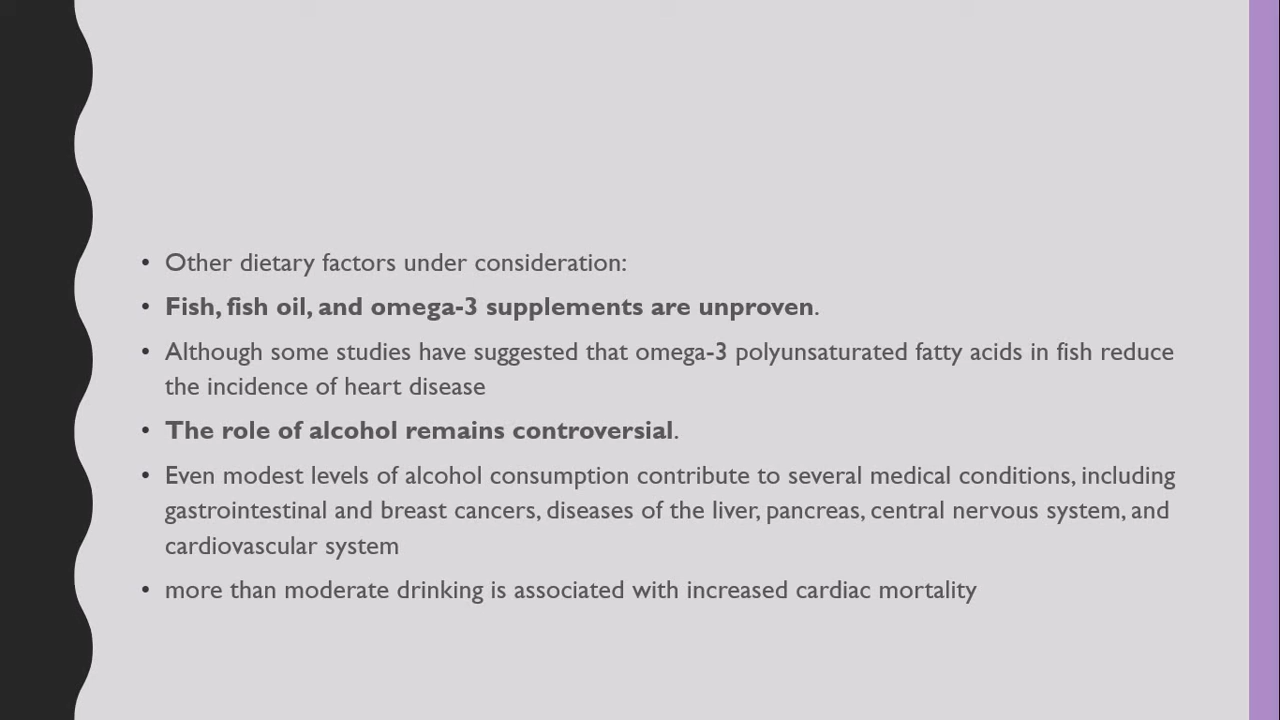 • Other dietary factors under consideration:
• Fish, fish oil, and omega-3 supplements are unproven.
• Although some studies have suggested that omega-3 polyunsaturated fatty acids in fish reduce
the incidence of heart disease
• The role of alcohol remains controversial.
• Even modest levels of alcohol consumption contribute to several medical conditions, including
gastrointestinal and breast cancers, diseases of the liver, pancreas, central nervous system, and
cardiovascular system
• more than moderate drinking is associated with increased cardiac mortality